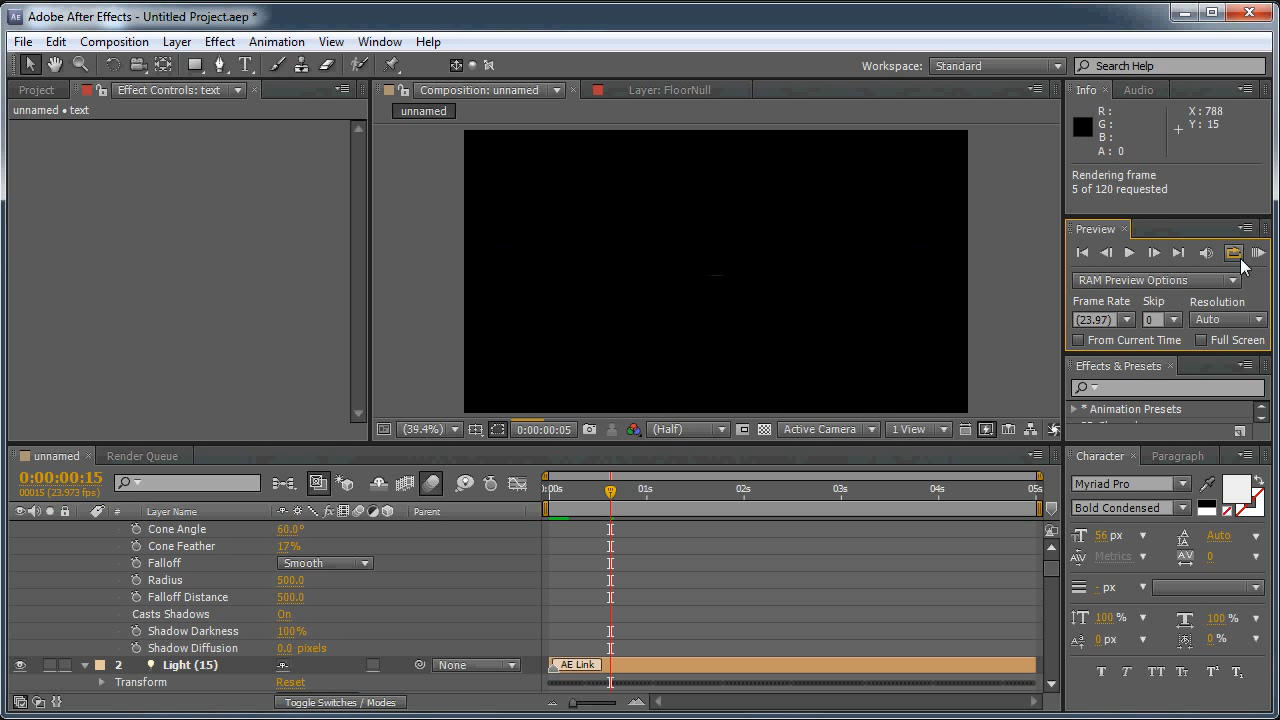 Adobe After Effects - Untitled Project.aep *
File Edit Composition Layer Effect Animation View Window Help
Workspace: Standard Search Help
Project Effect Controls: text Composition: unnamed Layer: FloorNull Info Audio
unnamed • text
unnamed
R : X : 788
G : Y : 15
B :
A : 0
Rendering frame
5 of 120 requested
Preview
RAM Preview Options
Frame Rate Skip Resolution
(23.97) 0 Auto
From Current Time Full Screen
Effects & Presets
* Animation Presets
(39.4%) 0:00:00:05 (Half) Active Camera 1 View
unnamed Render Queue
0:00:00:15
00015 (23.973 fps)
:00s 01s 02s 03s 04s 05s
# Layer Name Parent
Cone Angle 60.0°
Cone Feather 17%
Falloff Smooth
Radius 500.0
Falloff Distance 500.0
Casts Shadows On
Shadow Darkness 100%
Shadow Diffusion 0.0 pixels
2 Light (15) None AE Link
Transform Reset
Toggle Switches / Modes
Character Paragraph
Myriad Pro
Bold Condensed
56 px Auto
Metrics 0
- px
100 % 100 %
0 px 0 %
T T TT Tr T¹ T₁